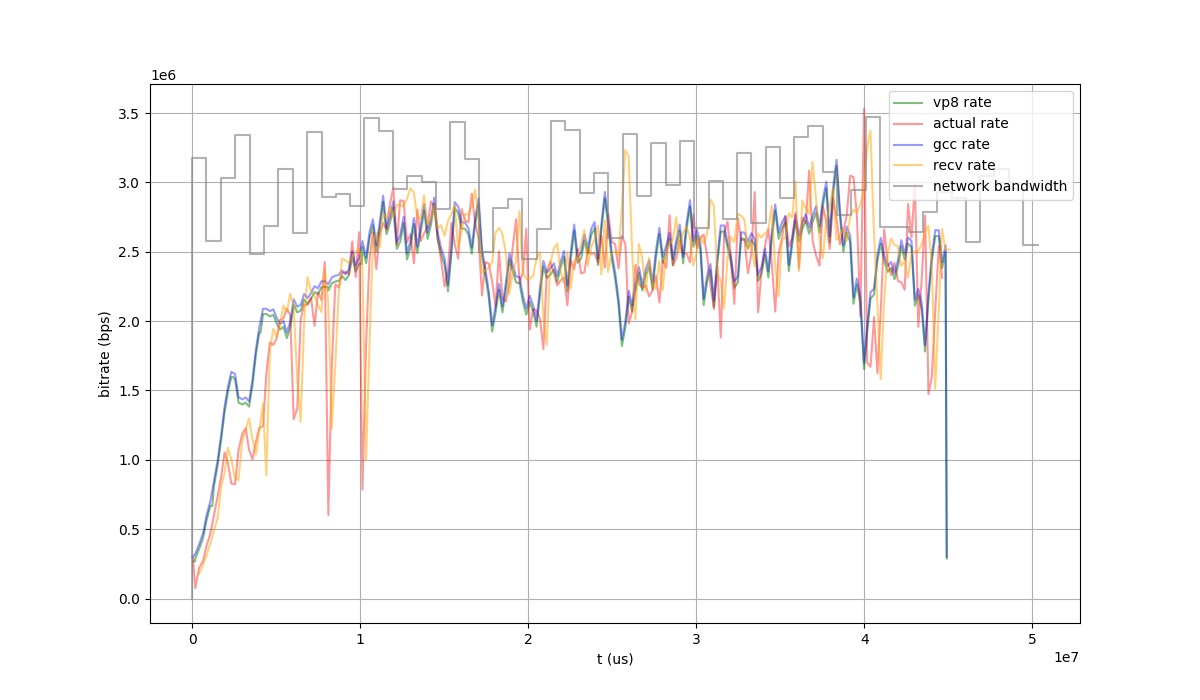 1e6
3.5
3.0
2.5
2.0
1.5
1.0
0.5
0.0
bitrate (bps)
vp8 rate
actual rate
gcc rate
recv rate
network bandwidth
0 1 2 3 4 5
1e7
t (us)